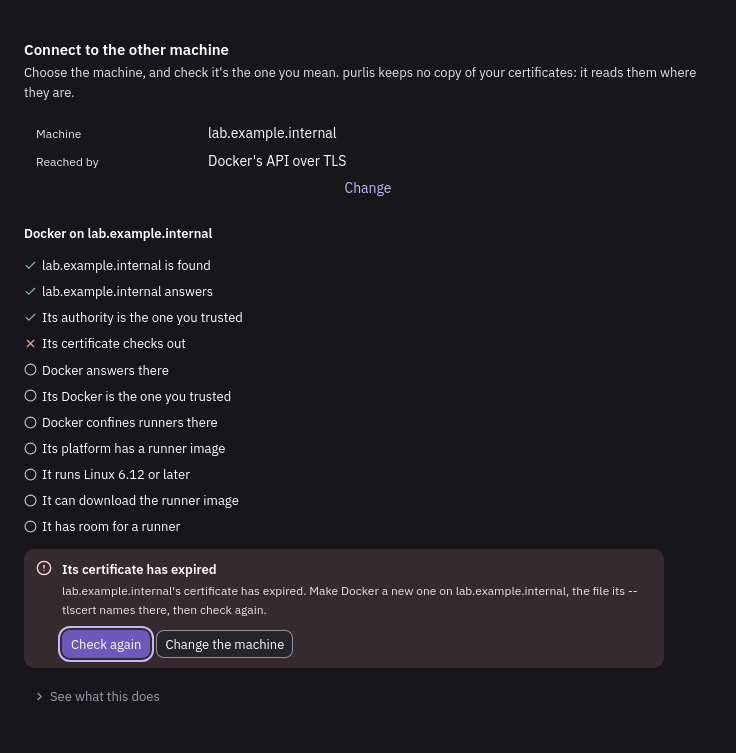 Connect to the other machine
Choose the machine, and check it's the one you mean. purlis keeps no copy of your certificates: it reads them where
they are.
Machine lab.example.internal
Reached by Docker's API over TLS
Change
Docker on lab.example.internal
lab.example.internal is found
lab.example.internal answers
Its authority is the one you trusted
Its certificate checks out
Docker answers there
Its Docker is the one you trusted
Docker confines runners there
Its platform has a runner image
It runs Linux 6.12 or later
It can download the runner image
It has room for a runner
Its certificate has expired
lab.example.internal's certificate has expired. Make Docker a new one on lab.example.internal, the file its --
tlscert names there, then check again.
Check again Change the machine
See what this does